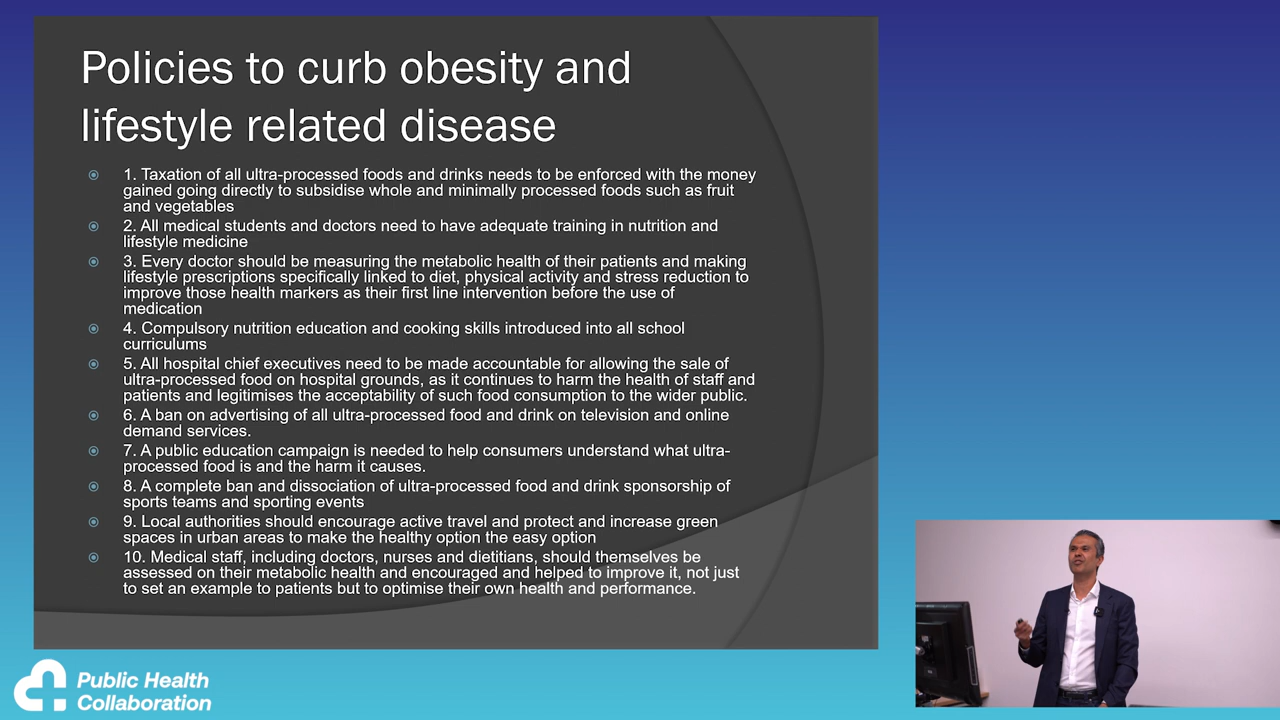 Policies to curb obesity and
lifestyle related disease
1. Taxation of all ultra-processed foods and drinks needs to be enforced with the money
gained going directly to subsidise whole and minimally processed foods such as fruit
and vegetables
2. All medical students and doctors need to have adequate training in nutrition and
lifestyle medicine
3. Every doctor should be measuring the metabolic health of their patients and making
lifestyle prescriptions specifically linked to diet, physical activity and stress reduction to
improve those health markers as their first line intervention before the use of
medication
4. Compulsory nutrition education and cooking skills introduced into all school
curriculums
5. All hospital chief executives need to be made accountable for allowing the sale of
ultra-processed food on hospital grounds, as it continues to harm the health of staff and
patients and legitimises the acceptability of such food consumption to the wider public.
6. A ban on advertising of all ultra-processed food and drink on television and online
demand services.
7. A public education campaign is needed to help consumers understand what ultra-
processed food is and the harm it causes.
8. A complete ban and dissociation of ultra-processed food and drink sponsorship of
sports teams and sporting events
9. Local authorities should encourage active travel and protect and increase green
spaces in urban areas to make the healthy option the easy option
10. Medical staff, including doctors, nurses and dietitians, should themselves be
assessed on their metabolic health and encouraged and helped to improve it, not just
to set an example to patients but to optimise their own health and performance.
Public Health
Collaboration